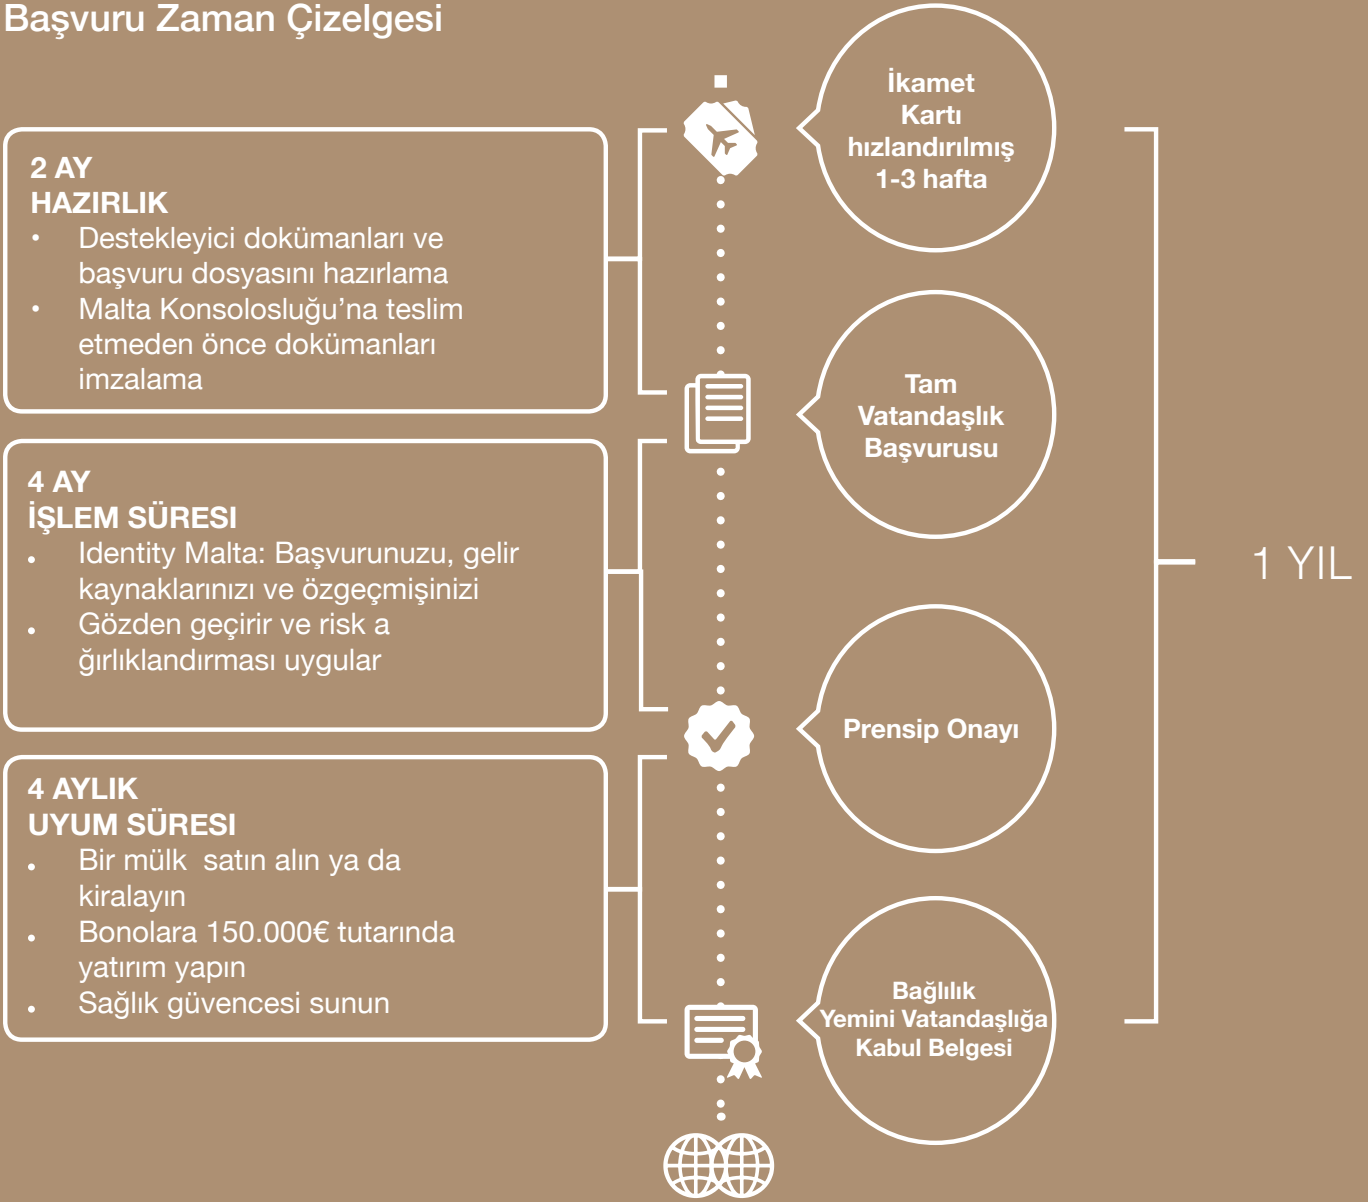 Başvuru Zaman Çizelgesi
2 AY
HAZIRLIK
• Destekleyici dokümanları ve
başvuru dosyasını hazırlama
• Malta Konsolosluğu’na teslim
etmeden önce dokümanları
imzalama
4 AY
İŞLEM SÜRESI
• Identity Malta: Başvurunuzu, gelir
kaynaklarınızı ve özgeçmişinizi
• Gözden geçirir ve risk a
ğırlıklandırması uygular
4 AYLIK
UYUM SÜRESI
• Bir mülk  satın alın ya da
kiralayın
• Bonolara 150.000€ tutarında
yatırım yapın
• Sağlık güvencesi sunun
İkamet
Kartı
hızlandırılmış
1-3 hafta
Tam
Vatandaşlık
Başvurusu
Prensip Onayı
Bağlılık
Yemini Vatandaşlığa
Kabul Belgesi
1 YIL